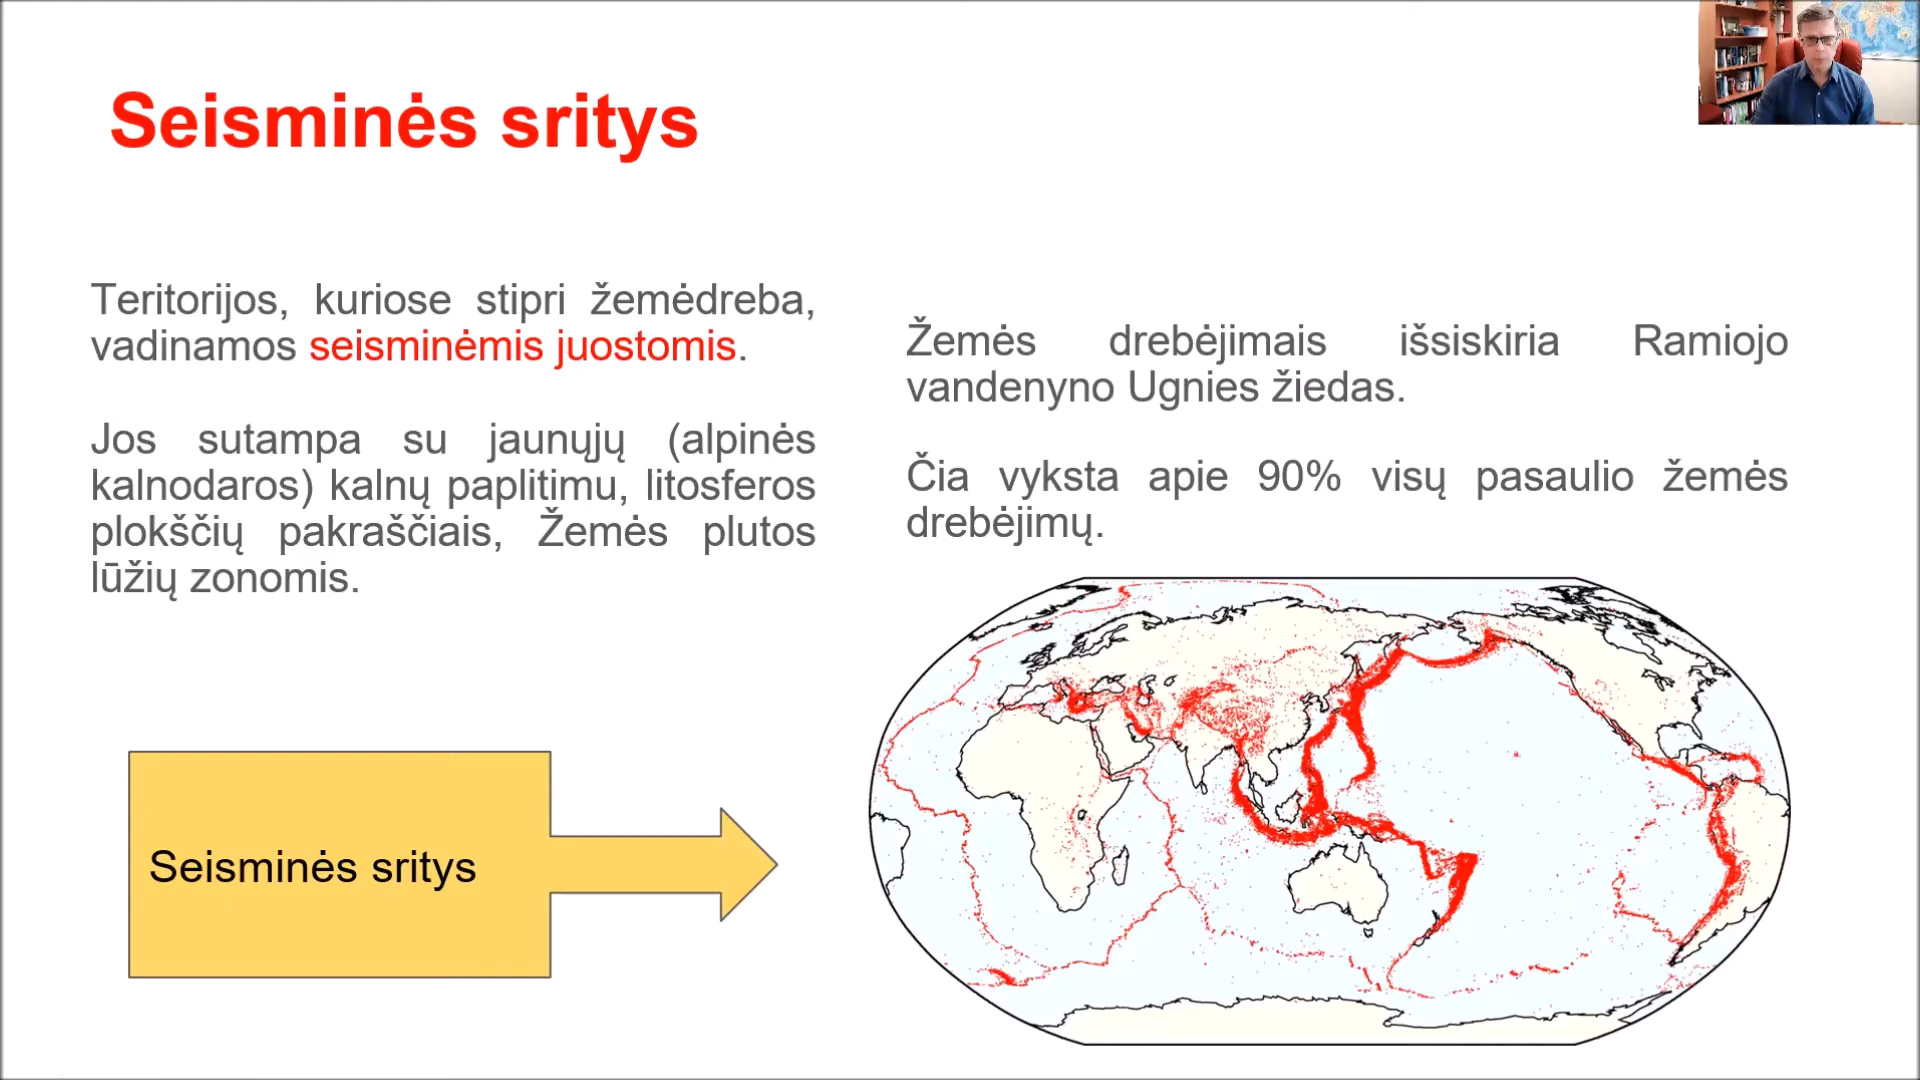 Seisminės sritys
Teritorijos, kuriose stipri žemėdreba,
vadinamos seisminėmis juostomis.
Jos sutampa su jaunųjų (alpinės
kalnodaros) kalnų paplitimu, litosferos
plokščių pakraščiais, Žemės plutos
lūžių zonomis.
Žemės drebėjimais išsiskiria Ramiojo
vandenyno Ugnies žiedas.
Čia vyksta apie 90% visų pasaulio žemės
drebėjimų.
Seisminės sritys